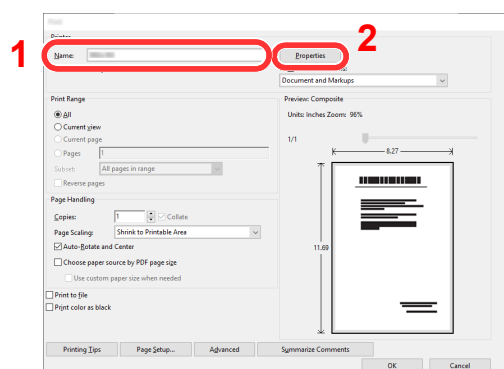 1
2
Printer
Name:
Properties
Document and Markups
Print Range
All
Current view
Current page
Pages 1
Subset: All pages in range
Reverse pages
Page Handling
Copies: 1 Collate
Page Scaling: Shrink to Printable Area
Auto-Rotate and Center
Choose paper source by PDF page size
Use custom paper size when needed
Print to file
Print color as black
Preview: Composite
Units: Inches Zoom: 96%
1/1
8.27
11.69
Printing Tips Page Setup... Advanced Summarize Comments
OK Cancel